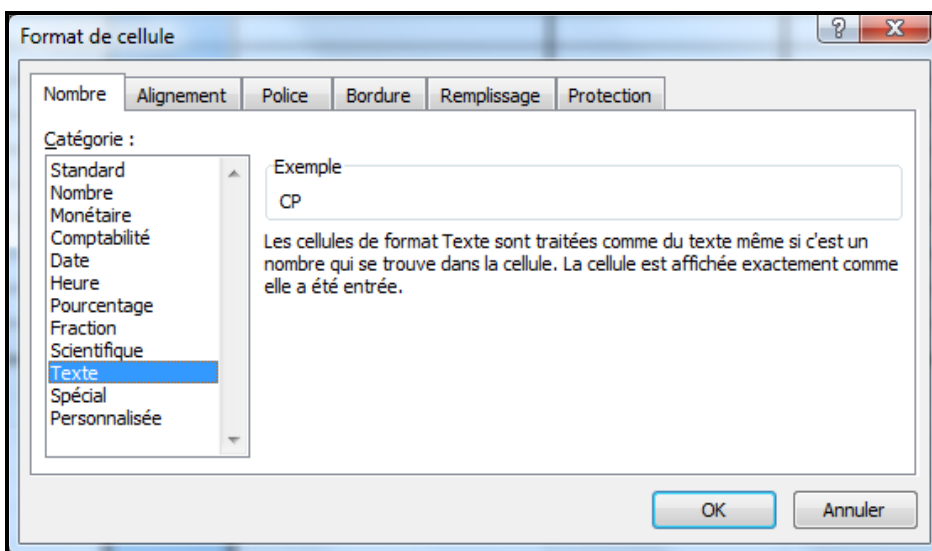 Format de cellule
Nombre Alignement Police Bordure Remplissage Protection
Catégorie :
Standard
Nombre
Monétaire
Comptabilité
Date
Heure
Pourcentage
Fraction
Scientifique
Texte
Spécial
Personnalisée
Exemple
CP
Les cellules de format Texte sont traitées comme du texte même si c'est un
nombre qui se trouve dans la cellule. La cellule est affichée exactement comme
elle a été entrée.
OK Annuler